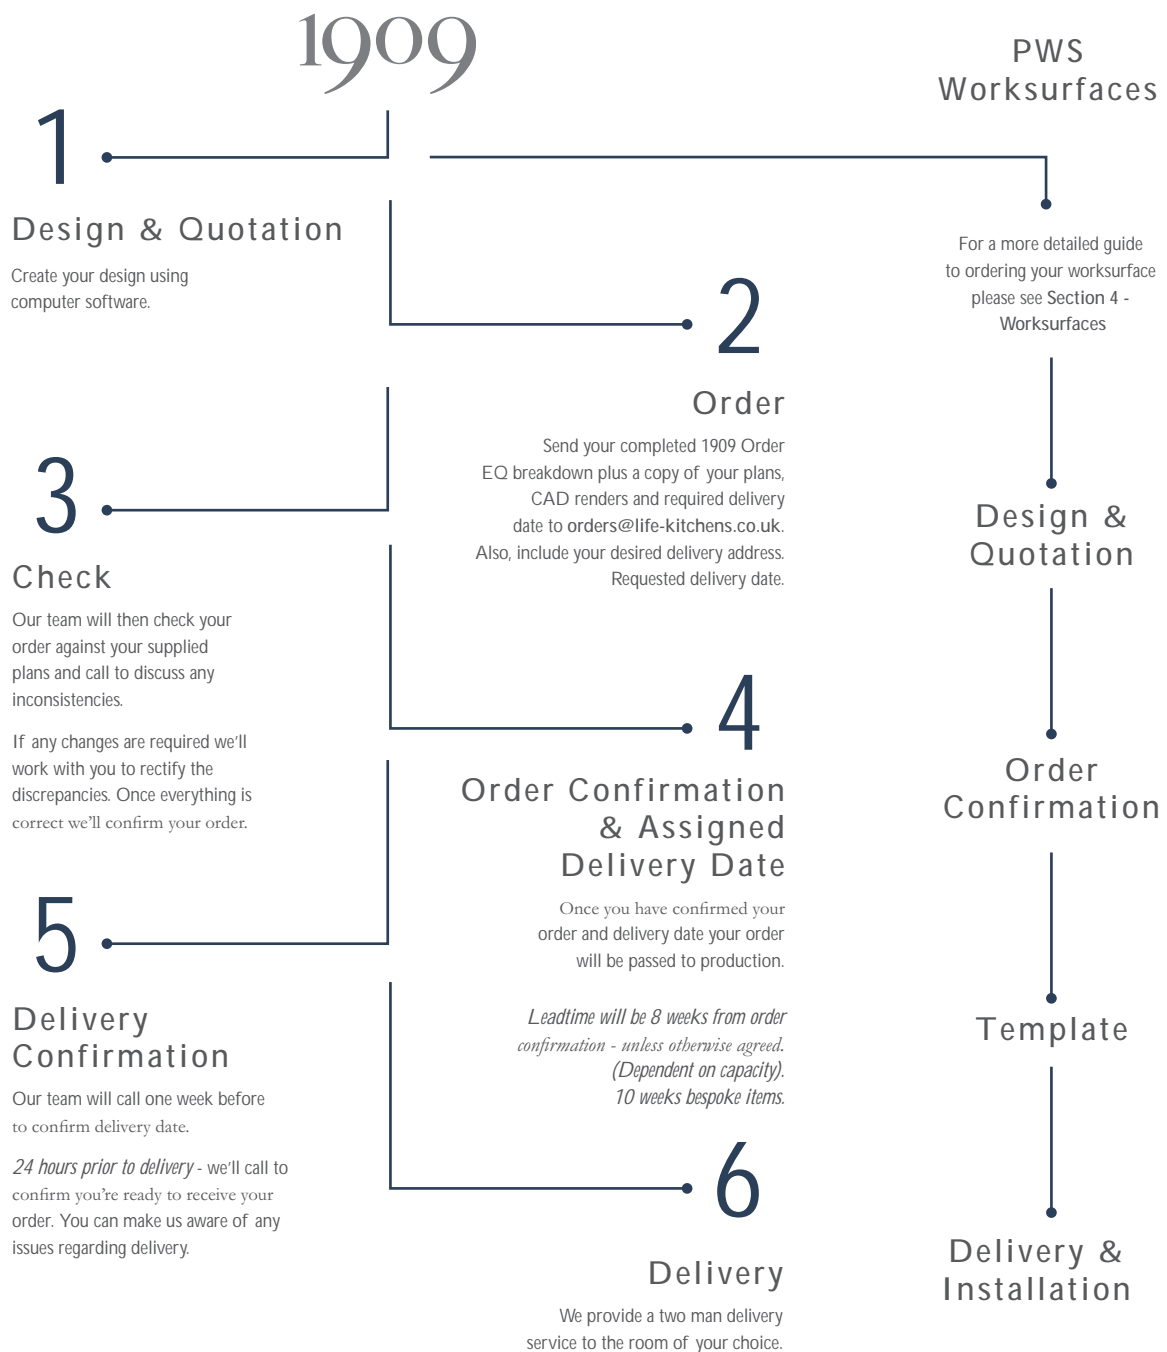 1909
PWS
Worksurfaces
1
Design & Quotation
Create your design using
computer software.
For a more detailed guide
to ordering your worksurface
please see Section 4 -
Worksurfaces
2
Order
Send your completed 1909 Order
EQ breakdown plus a copy of your plans,
CAD renders and required delivery
date to orders@life-kitchens.co.uk.
Also, include your desired delivery address.
Requested delivery date.
3
Check
Our team will then check your
order against your supplied
plans and call to discuss any
inconsistencies.
If any changes are required we'll
work with you to rectify the
discrepancies. Once everything is
correct we'll confirm your order.
4
Order Confirmation
& Assigned
Delivery Date
Once you have confirmed your
order and delivery date your order
will be passed to production.
Leadtime will be 8 weeks from order
confirmation - unless otherwise agreed.
(Dependent on capacity).
10 weeks bespoke items.
5
Delivery
Confirmation
Our team will call one week before
to confirm delivery date.
24 hours prior to delivery - we'll call to
confirm you're ready to receive your
order. You can make us aware of any
issues regarding delivery.
6
Delivery
We provide a two man delivery
service to the room of your choice.
Design &
Quotation
Order
Confirmation
Template
Delivery &
Installation